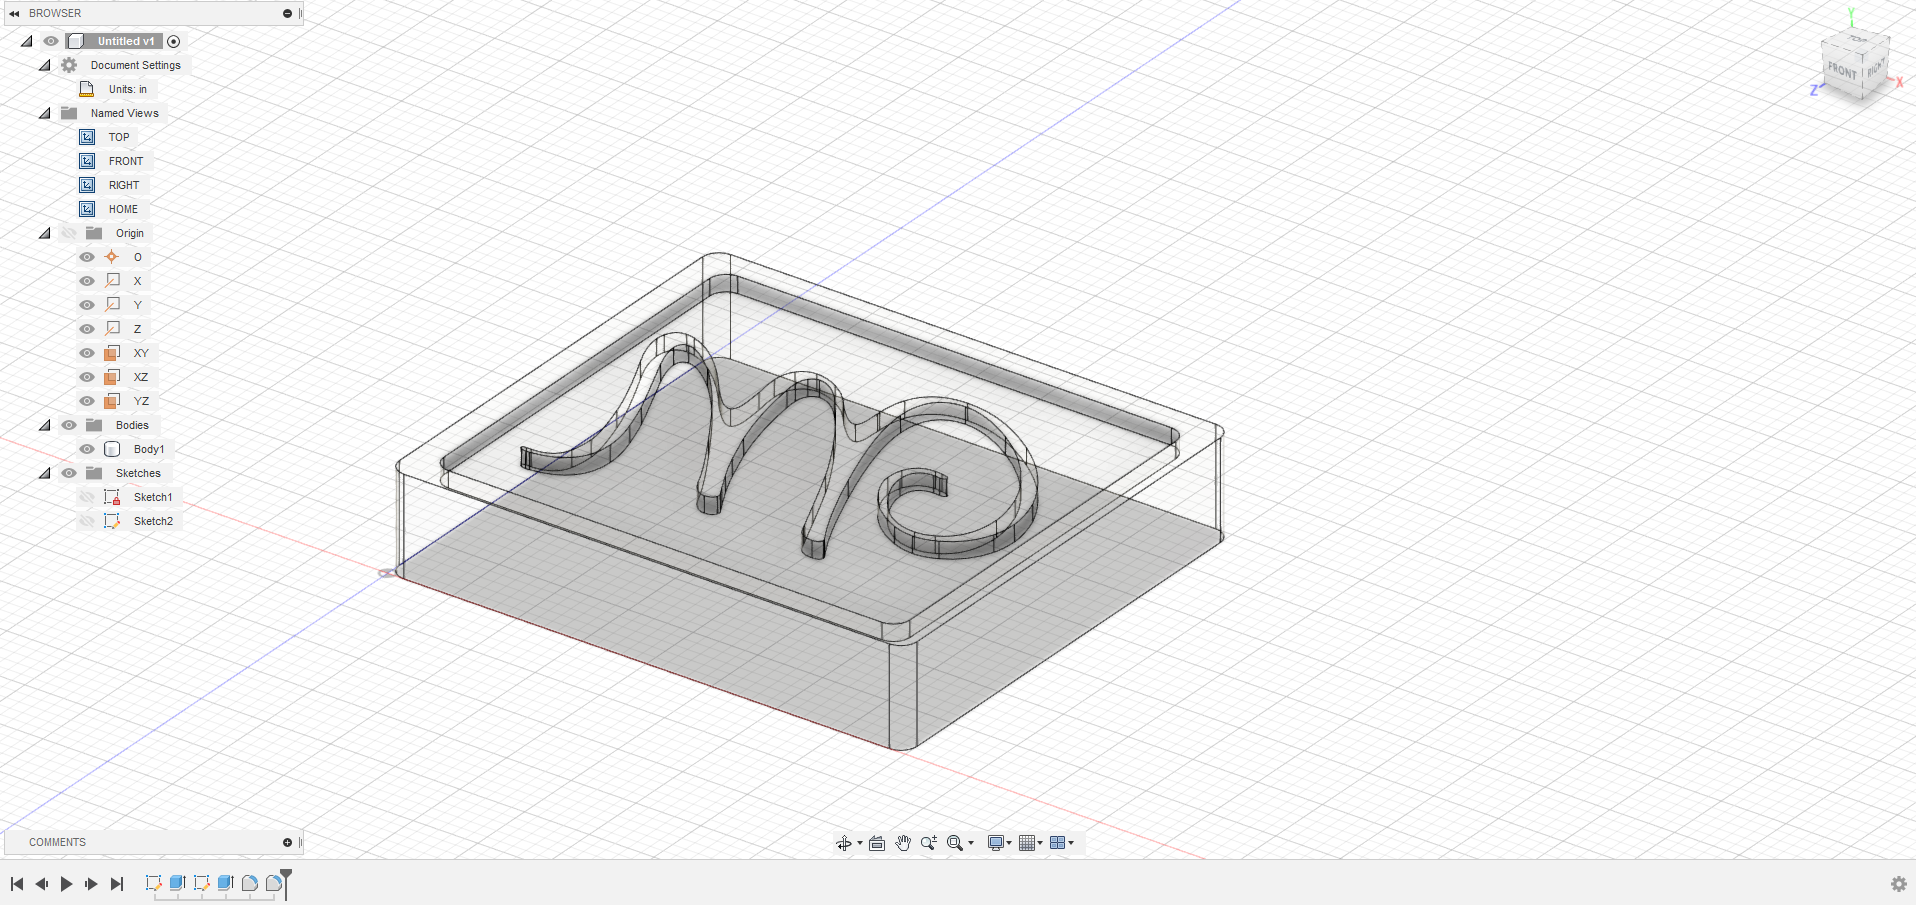 BROWSER
Untitled v1
Document Settings
Units: in
Named Views
TOP
FRONT
RIGHT
HOME
Origin
O
X
Y
Z
XY
XZ
YZ
Bodies
Body1
Sketches
Sketch1
Sketch2
Y
TOP
FRONT
RIGHT
X
Z
COMMENTS